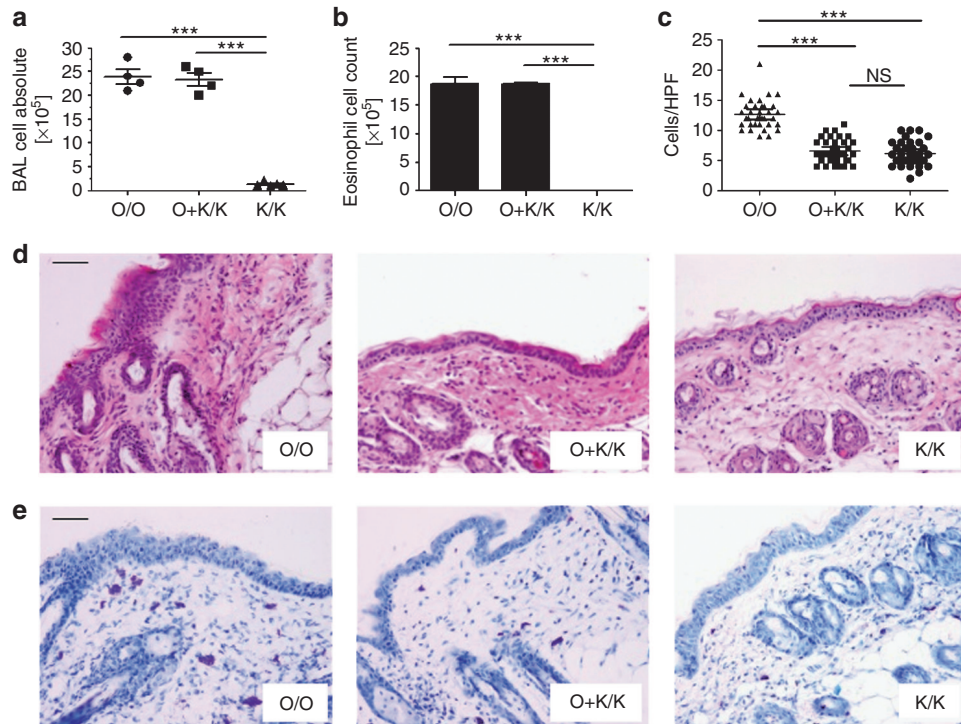 a
***
***
BAL cell absolute
[×10⁵]
30
25
20
15
10
5
0
O/O
O+K/K
K/K
b
***
***
Eosinophil cell count
[×10⁵]
25
20
15
10
5
0
O/O
O+K/K
K/K
c
***
***
NS
Cells/HPF
25
20
15
10
5
0
O/O
O+K/K
K/K
d
O/O
O+K/K
K/K
e
O/O
O+K/K
K/K